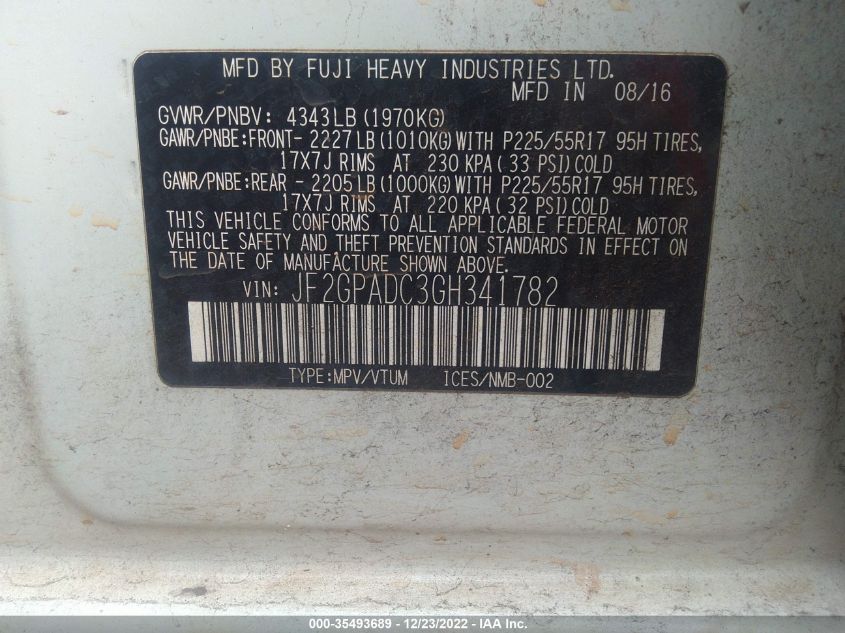 MFD BY FUJI HEAVY INDUSTRIES LTD.
MFD IN 08/16
GVWR/PNBV: 4343LB(1970KG)
GAWR/PNBE:FRONT- 2227LB(1010KG)WITH P225/55R17 95H TIRES,
17X7J RIMS AT 230 KPA(33 PSI)COLD
GAWR/PNBE:REAR - 2205LB(1000KG)WITH P225/55R17 95H TIRES,
17X7J RIMS AT 220 KPA(32 PSI)COLD
THIS VEHICLE CONFORMS TO ALL APPLICABLE FEDERAL MOTOR
VEHICLE SAFETY AND THEFT PREVENTION STANDARDS IN EFFECT ON
THE DATE OF MANUFACTURE SHOWN ABOVE.
VIN: JF2GPADC3GH341782
TYPE:MPV/VTUM ICES/NMB-002
000-35493689 - 12/23/2022 - IAA Inc.